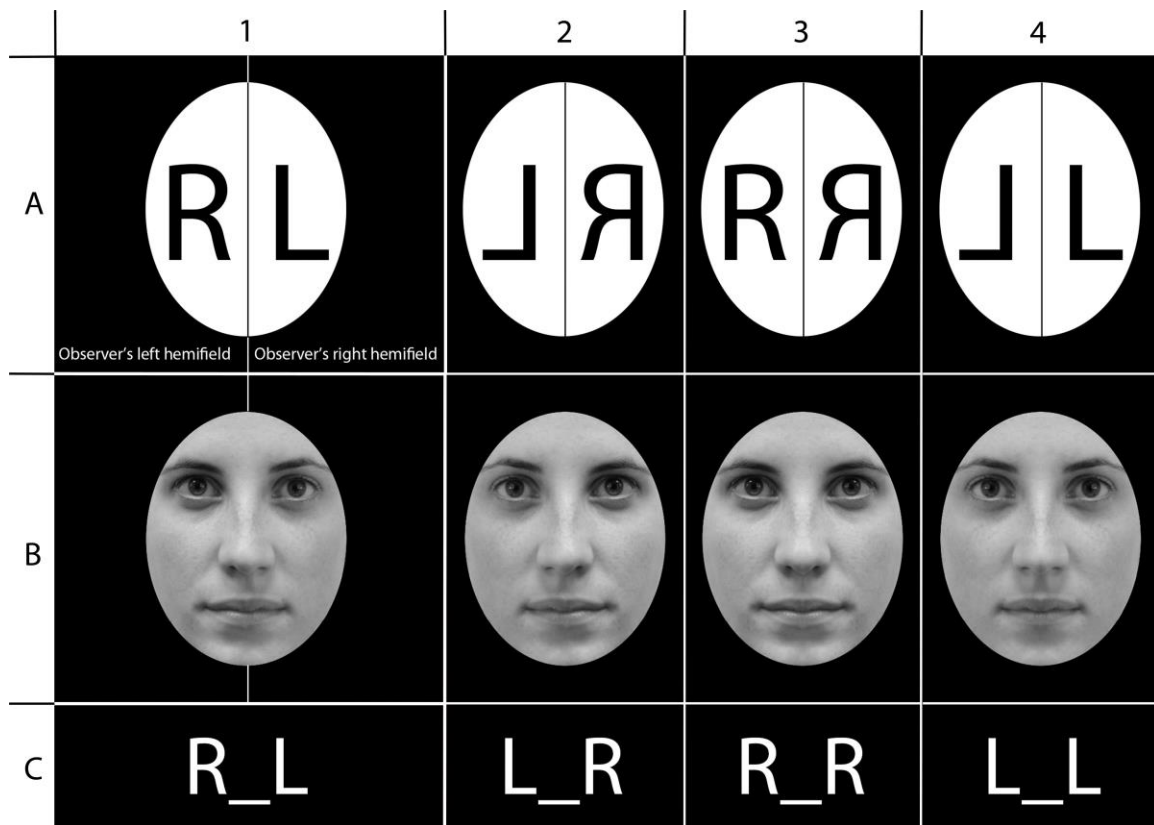 1 2 3 4
A
R L ⅃ Я R Я ⅃ L
Observer's left hemifield Observer's right hemifield
B
C R_L L_R R_R L_L